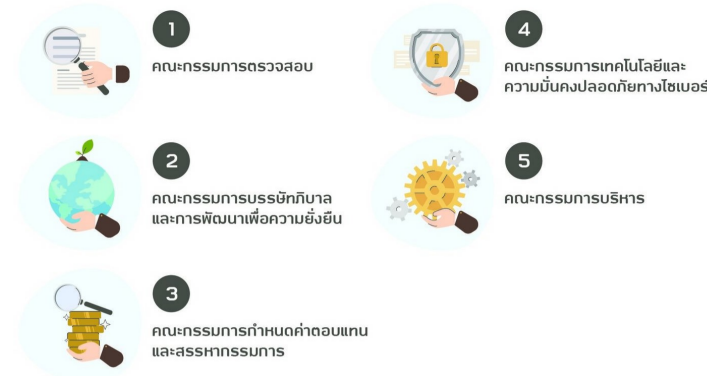 1
คณะกรรมการตรวจสอบ
2
คณะกรรมการบรรษัทภิบาล
และการพัฒนาเพื่อความยั่งยืน
3
คณะกรรมการกำหนดค่าตอบแทน
และสรรหากรรมการ
4
คณะกรรมการเทคโนโลยีและ
ความมั่นคงปลอดภัยทางไซเบอร์
5
คณะกรรมการบริหาร